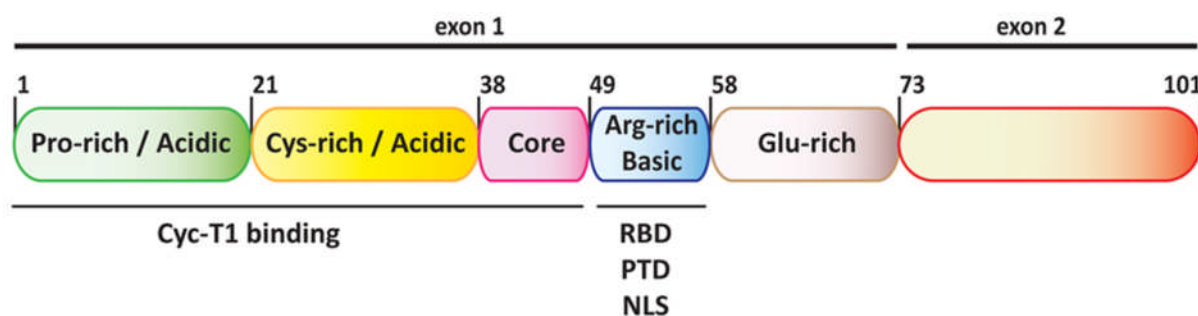 exon 1 exon 2
1 21 38 49 58 73 101
Pro-rich / Acidic Cys-rich / Acidic Core Arg-rich Basic Glu-rich
Cyc-T1 binding RBD
PTD
NLS